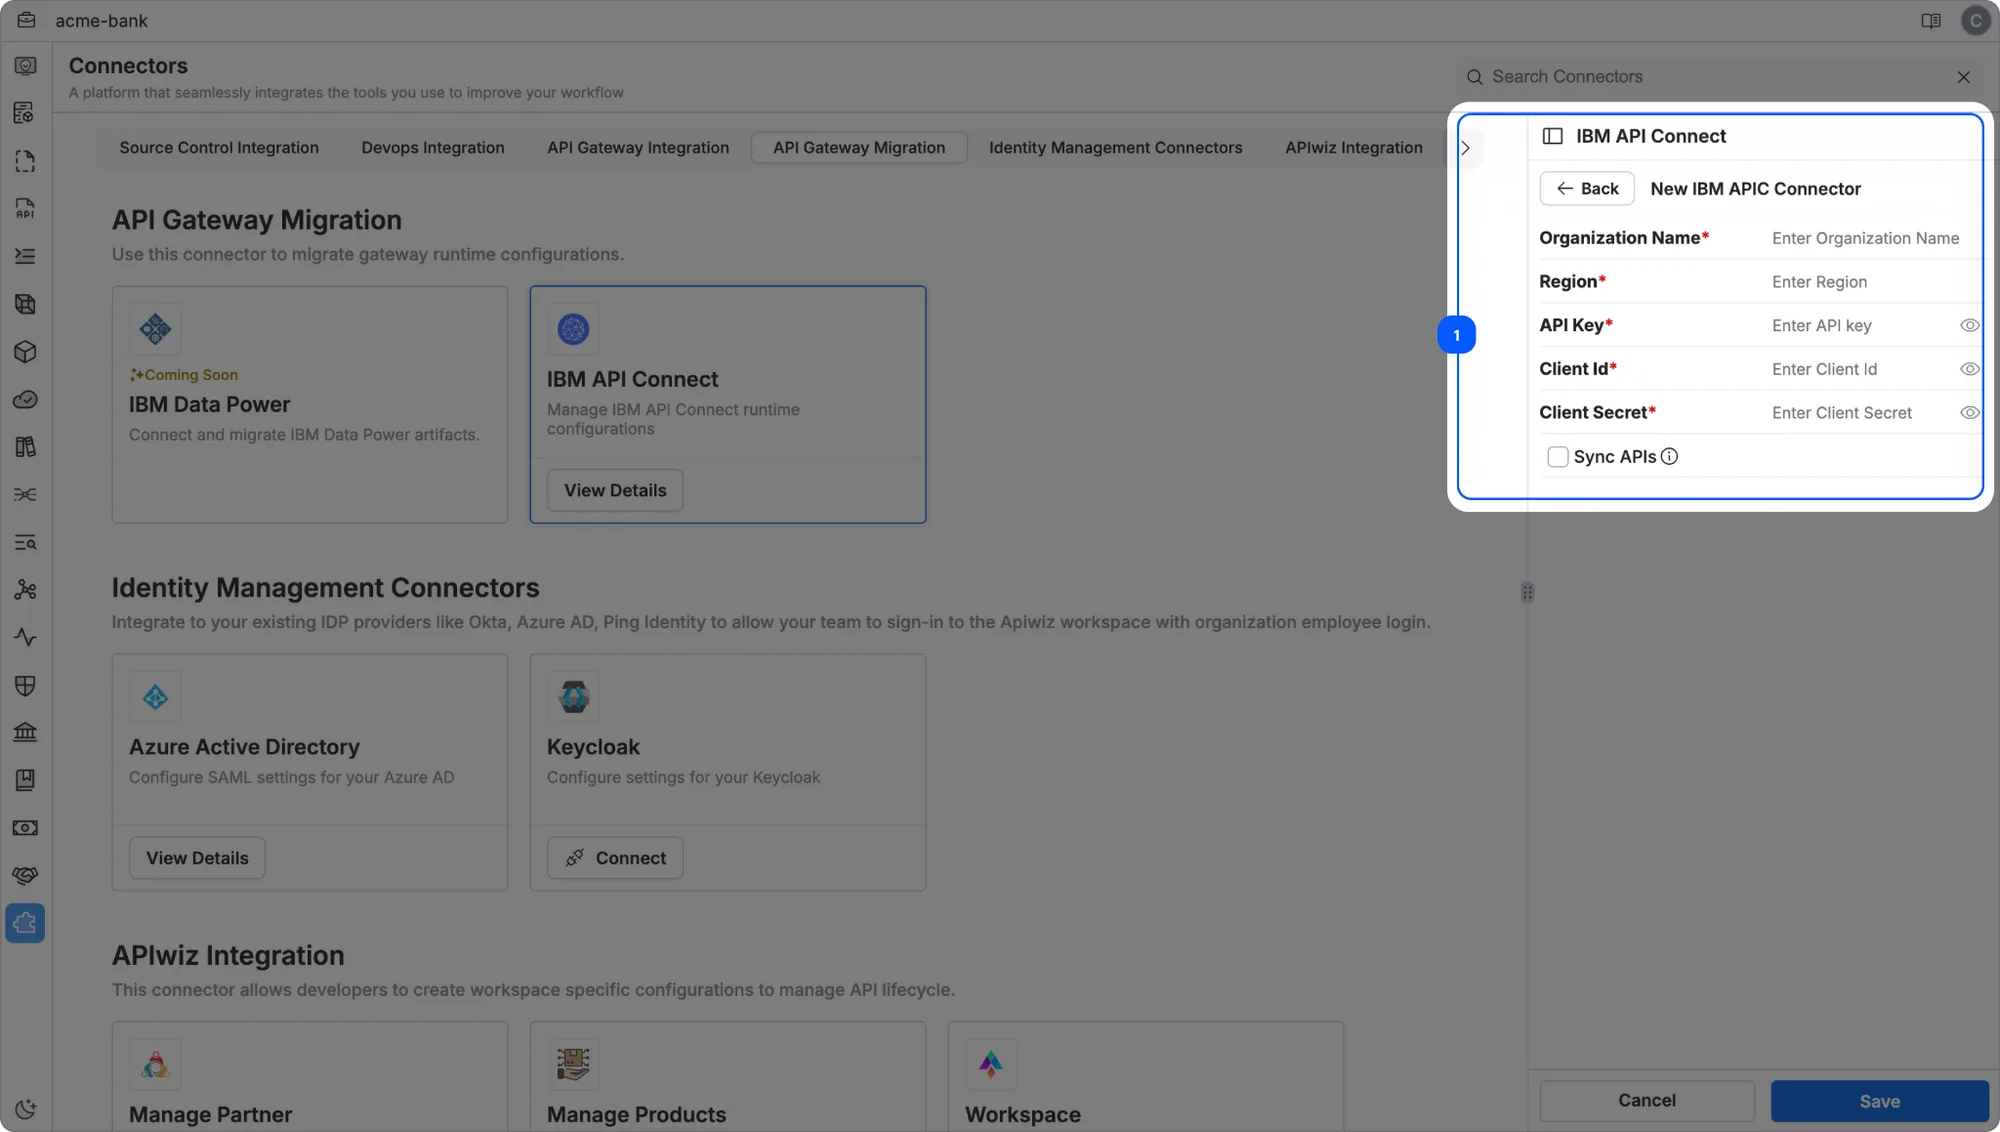 acme-bank
C
Connectors
A platform that seamlessly integrates the tools you use to improve your workflow
Search Connectors
Source Control Integration
Devops Integration
API Gateway Integration
API Gateway Migration
Identity Management Connectors
APIwiz Integration
API Gateway Migration
Use this connector to migrate gateway runtime configurations.
Coming Soon
IBM Data Power
Connect and migrate IBM Data Power artifacts.
IBM API Connect
Manage IBM API Connect runtime
configurations
View Details
Identity Management Connectors
Integrate to your existing IDP providers like Okta, Azure AD, Ping Identity to allow your team to sign-in to the Apiwiz workspace with organization employee login.
Azure Active Directory
Configure SAML settings for your Azure AD
View Details
Keycloak
Configure settings for your Keycloak
Connect
APIwiz Integration
This connector allows developers to create workspace specific configurations to manage API lifecycle.
Manage Partner
Manage Products
Workspace
1
IBM API Connect
Back
New IBM APIC Connector
Organization Name*
Enter Organization Name
Region*
Enter Region
API Key*
Enter API key
Client Id*
Enter Client Id
Client Secret*
Enter Client Secret
Sync APIs
Cancel
Save
API